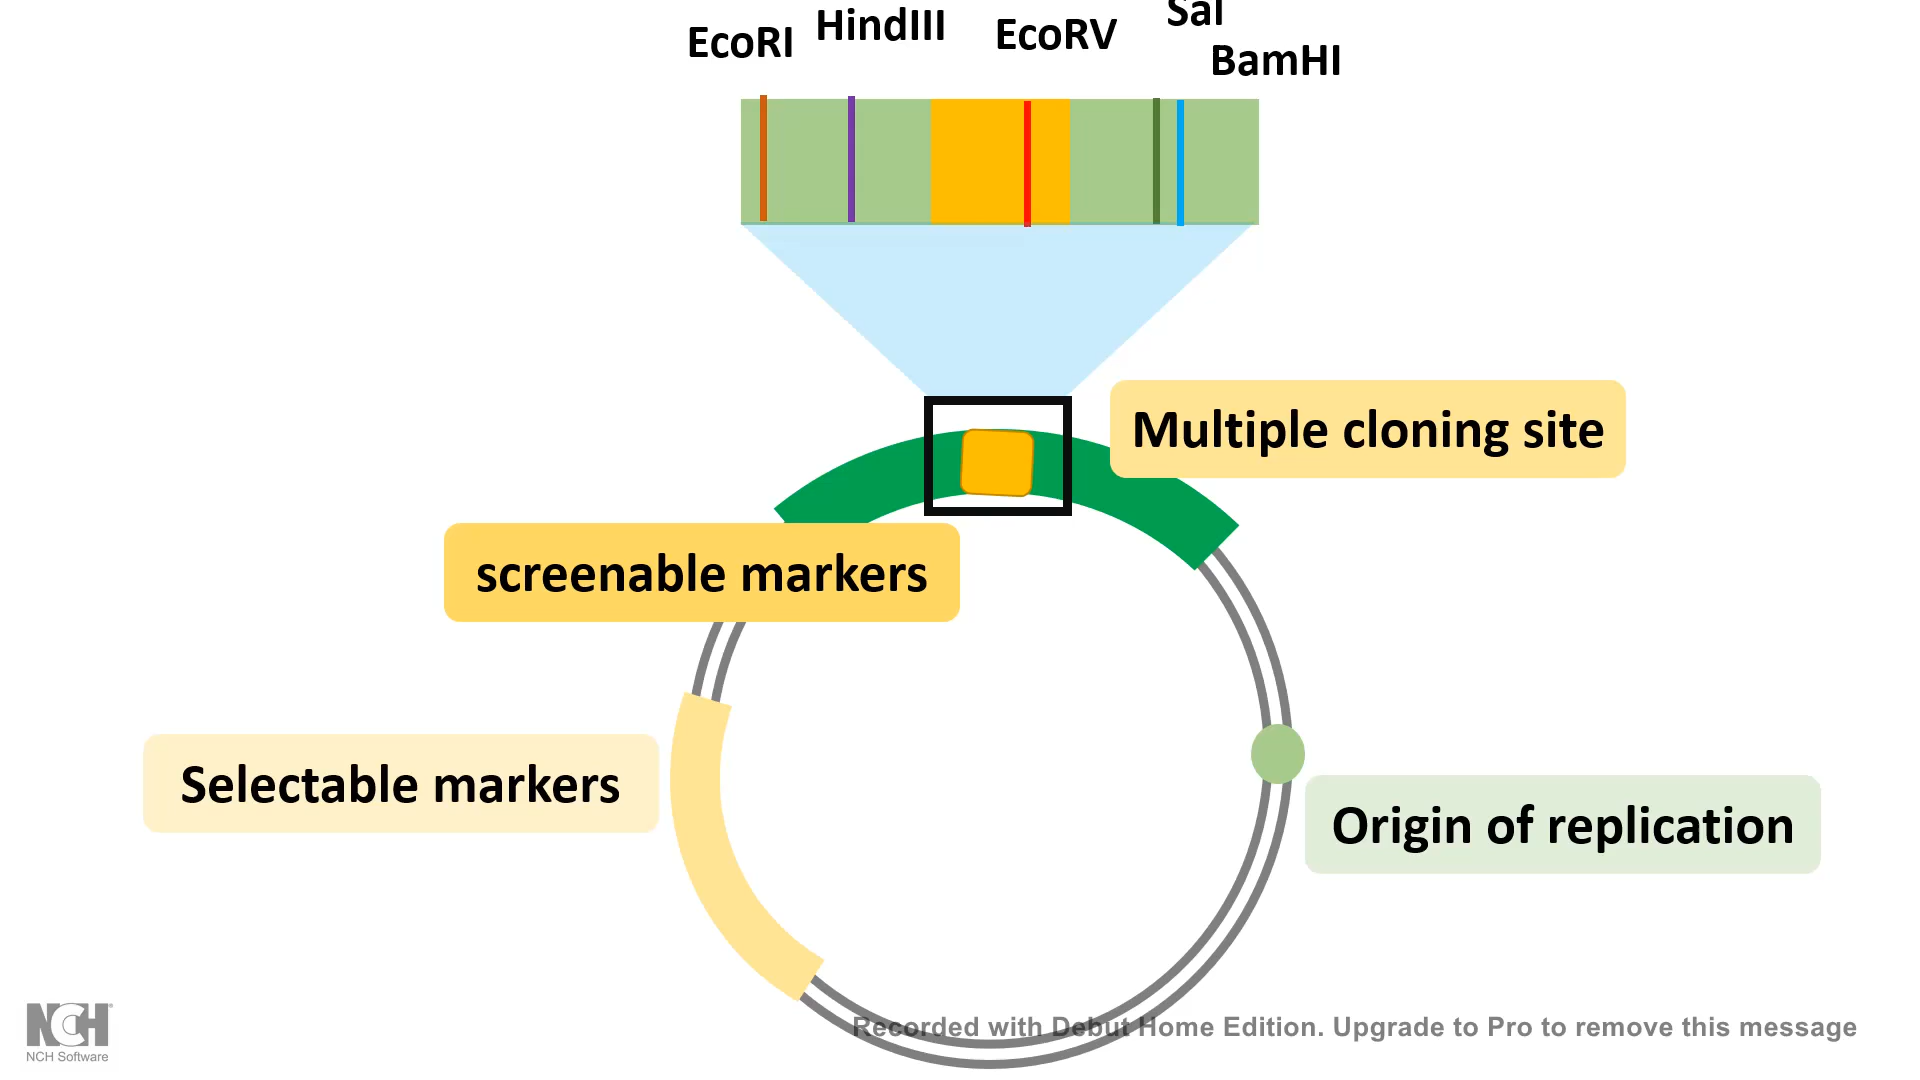 EcoRI
HindIII
EcoRV
Sal
BamHI
Multiple cloning site
screenable markers
Selectable markers
Origin of replication
NCH
NCH Software
Recorded with Debut Home Edition. Upgrade to Pro to remove this message